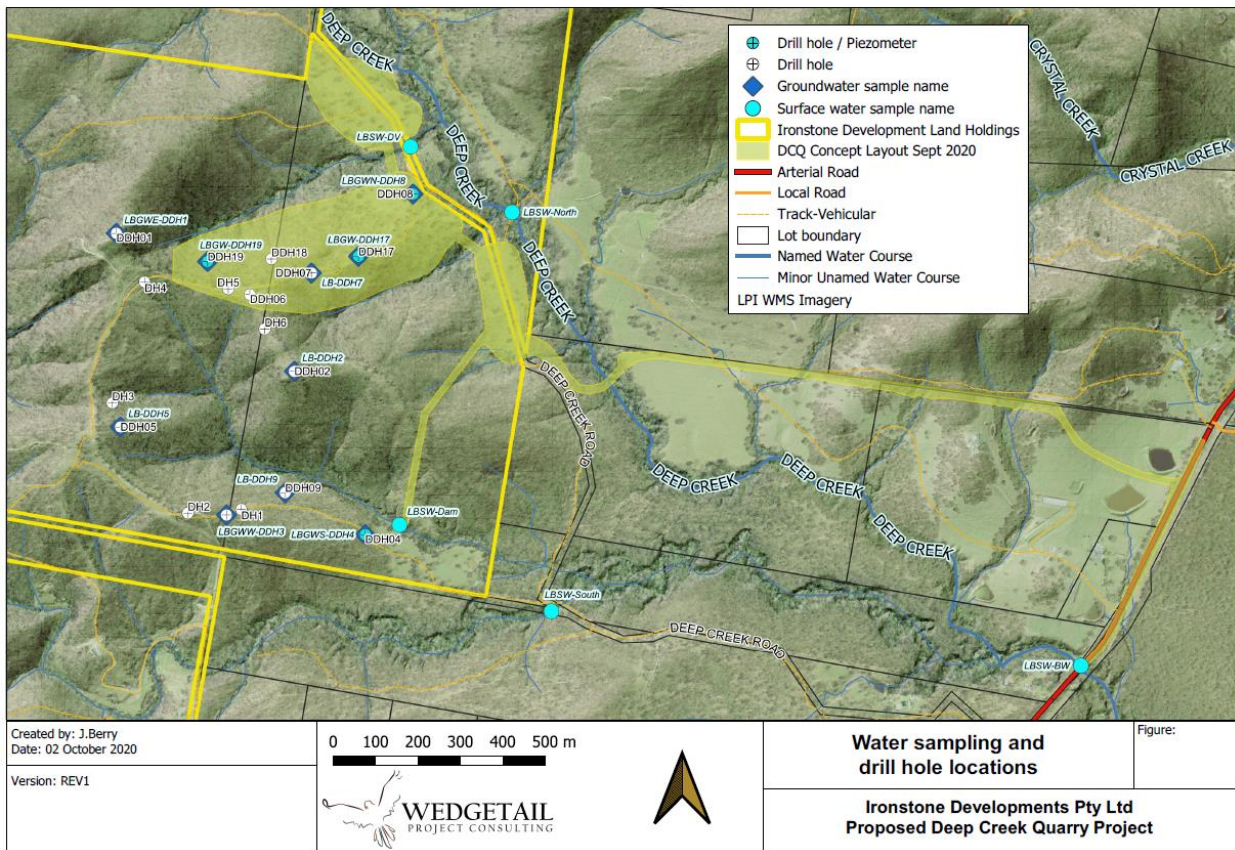 DEEP CREEK
DEEP CREEK
DEEP CREEK
DEEP CREEK
DEEP CREEK
DEEP CREEK
DEEP CREEK
CRYSTAL CREEK
CRYSTAL CREEK
Drill hole / Piezometer
Drill hole
Groundwater sample name
Surface water sample name
Ironstone Development Land Holdings
DCQ Concept Layout Sept 2020
Arterial Road
Local Road
Track-Vehicular
Lot boundary
Named Water Course
Minor Unamed Water Course
LPI WMS Imagery
LBSW-DV
LBGWN-DDH8
DDH08
LBSW-North
LBGWE-DDH1
DDH01
LBGW-DDH19
DDH19
DDH18
LBGW-DDH17
DDH17
DDH07
LB-DDH7
DH4
DH5
DDH06
DH6
LB-DDH2
DDH02
DEEP CREEK ROAD
DH3
LB-DDH5
DDH05
LB-DDH9
DDH09
DH2
DH1
LBGWW-DDH3
LBGWS-DDH4
DDH04
LBSW-Dam
LBSW-South
DEEP CREEK ROAD
LBSW-BW
Created by: J.Berry
Date: 02 October 2020
Version: REV1
0 100 200 300 400 500 m
WEDGETAIL
PROJECT CONSULTING
Water sampling and
drill hole locations
Figure:
Ironstone Developments Pty Ltd
Proposed Deep Creek Quarry Project